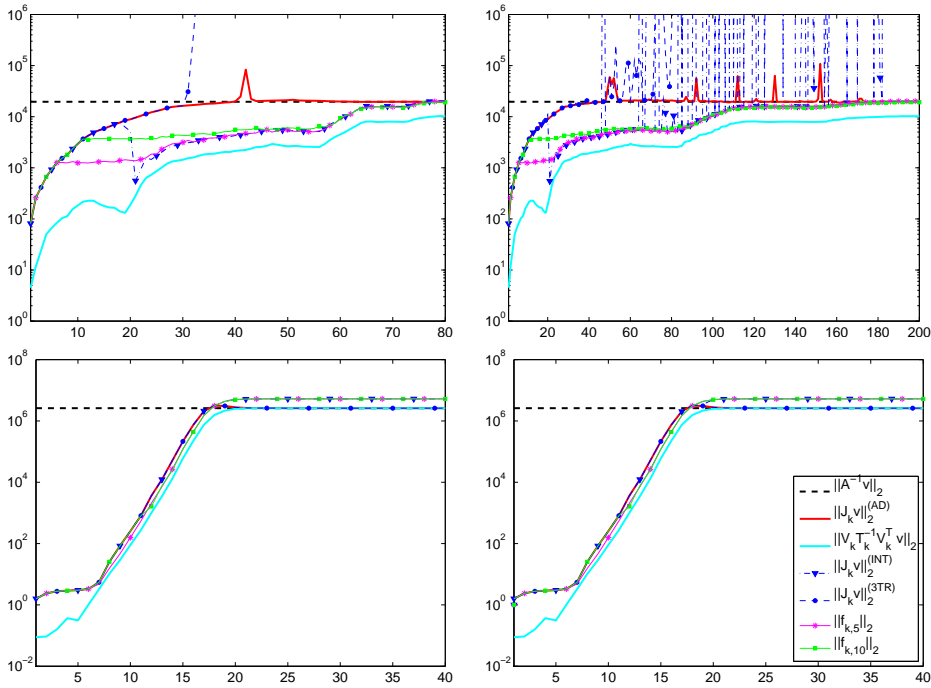 10^6
10^5
10^4
10^3
10^2
10^1
10^0
10 20 30 40 50 60 70 80
10^6
10^5
10^4
10^3
10^2
10^1
10^0
20 40 60 80 100 120 140 160 180 200
10^8
10^6
10^4
10^2
10^0
10^−2
5 10 15 20 25 30 35 40
10^8
10^6
10^4
10^2
10^0
10^−2
5 10 15 20 25 30 35 40
||A^{−1}v||_2
||J_k v||_2^{(AD)}
||V_k T_k^{−1} V_k^T v||_2
||J_k v||_2^{(INT)}
||J_k v||_2^{(3TR)}
||f_{k,5}||_2
||f_{k,10}||_2